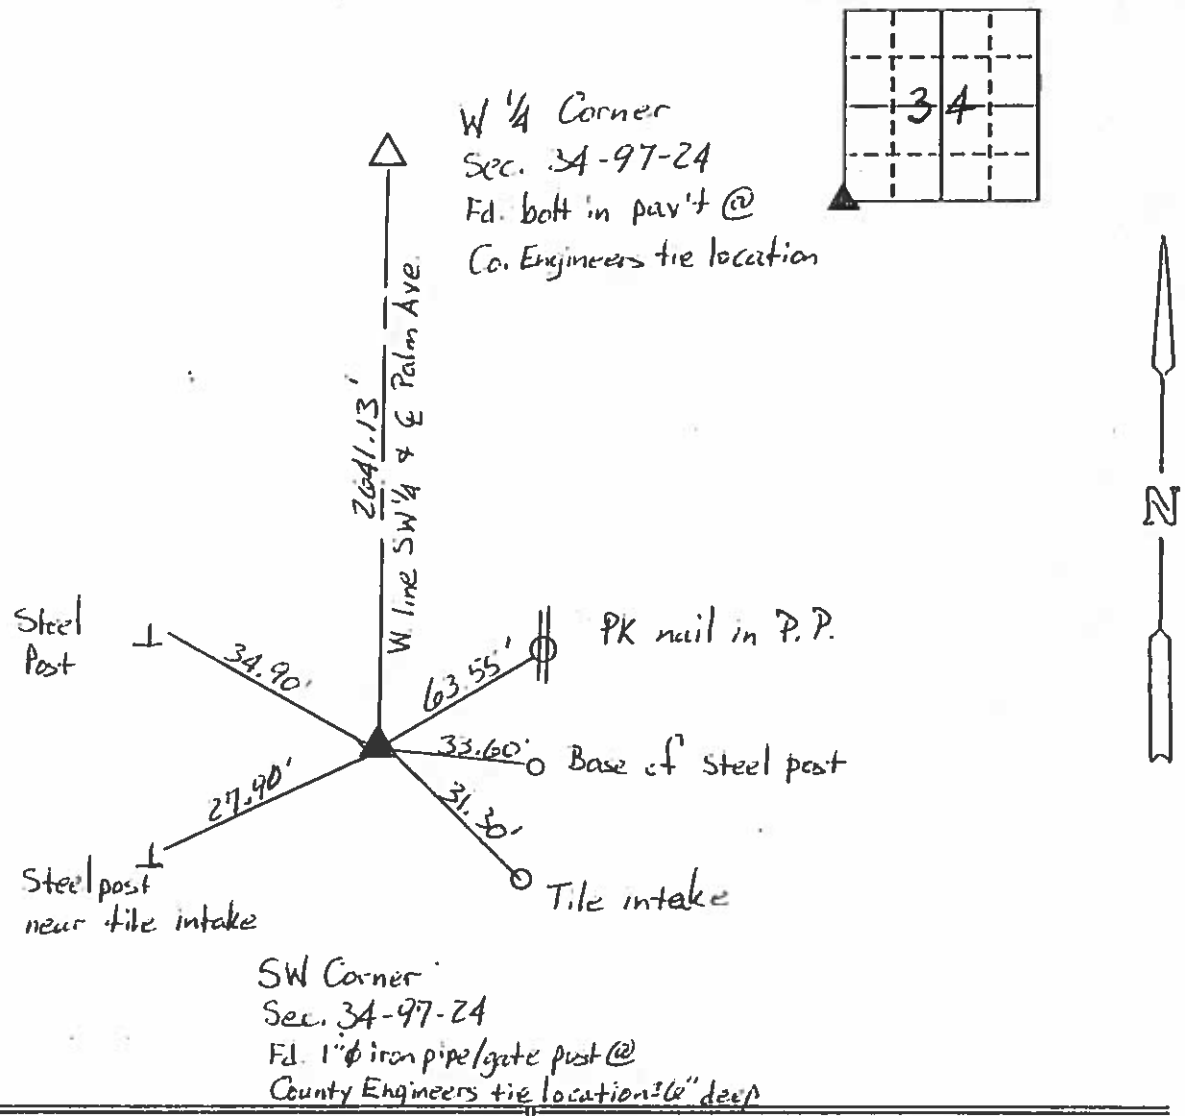 34
W 1/4 Corner
Sec. 34-97-24
Fd. bolt in pav't @
Co. Engineers tie location
2641.13'
W. line SW 1/4 & ℄ Palm Ave.
N
Steel
Post
34.90'
63.55'
PK nail in P.P.
33.60'
Base of steel post
27.90'
31.30'
Steel post
near tile intake
Tile intake
SW Corner
Sec. 34-97-24
Fd. 1"ϕ iron pipe/gate post @
County Engineers tie location deep